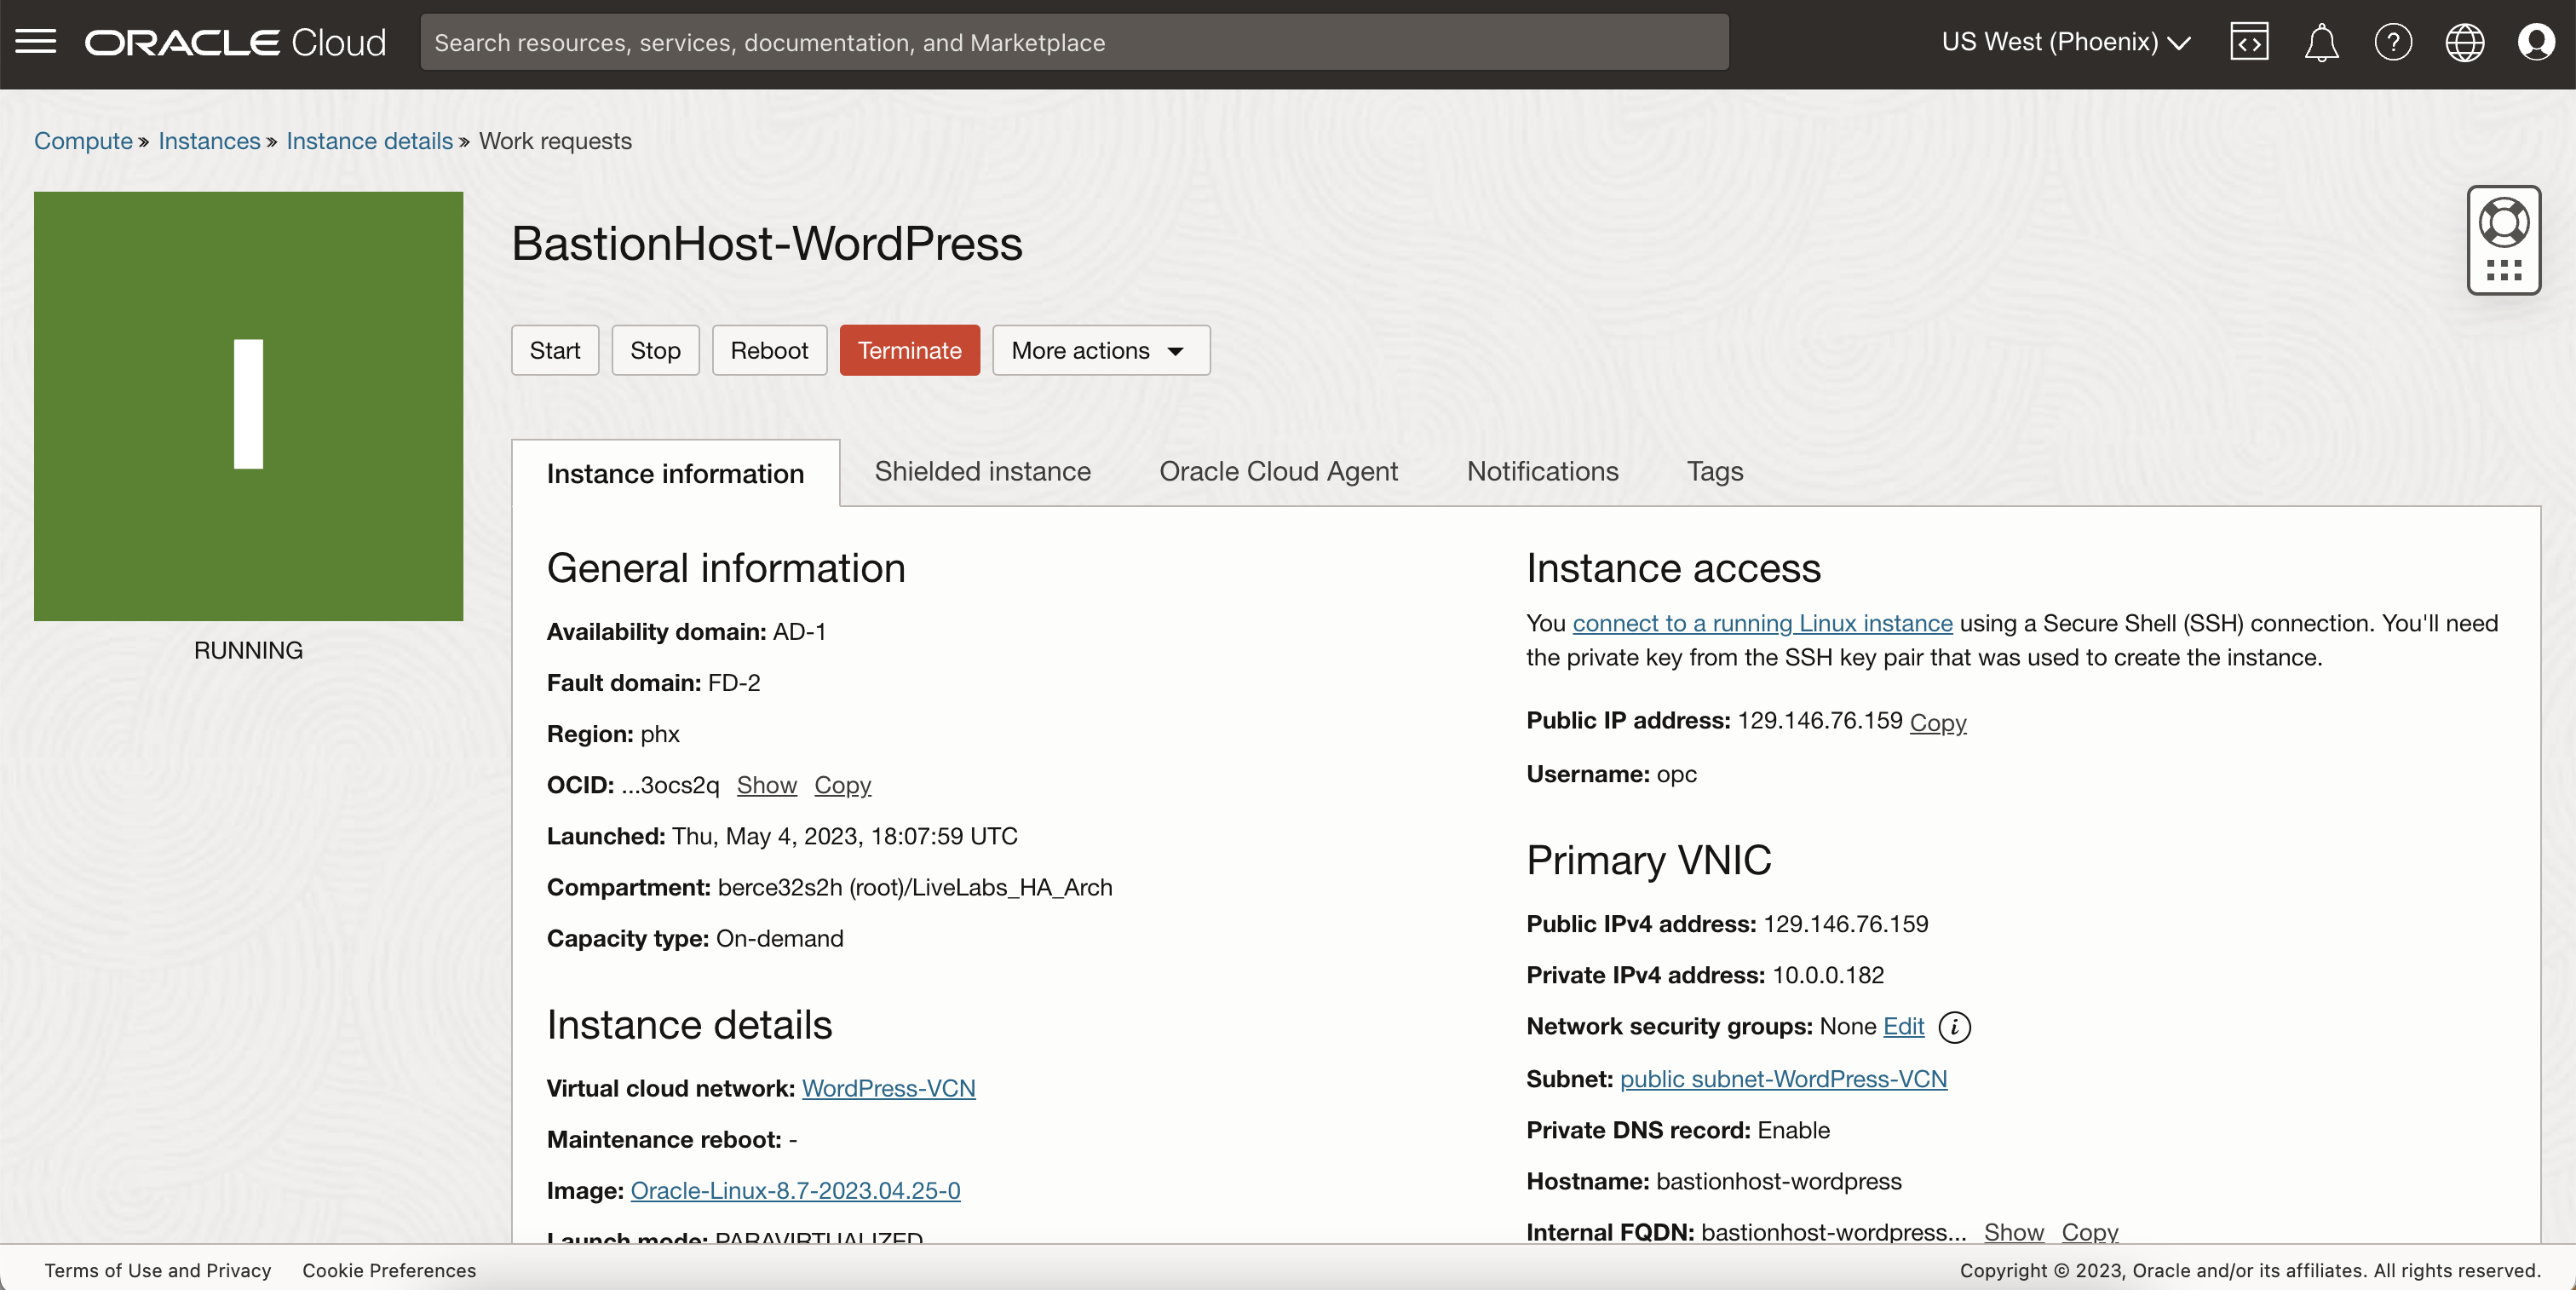 ORACLE Cloud
Search resources, services, documentation, and Marketplace
US West (Phoenix)
Compute » Instances » Instance details » Work requests
I
RUNNING
BastionHost-WordPress
Start Stop Reboot Terminate More actions
Instance information Shielded instance Oracle Cloud Agent Notifications Tags
General information
Availability domain: AD-1
Fault domain: FD-2
Region: phx
OCID: ...3ocs2q Show Copy
Launched: Thu, May 4, 2023, 18:07:59 UTC
Compartment: berce32s2h (root)/LiveLabs_HA_Arch
Capacity type: On-demand
Instance details
Virtual cloud network: WordPress-VCN
Maintenance reboot: -
Image: Oracle-Linux-8.7-2023.04.25-0
Launch mode: PARAVIRTUALIZED
Instance access
You connect to a running Linux instance using a Secure Shell (SSH) connection. You'll need
the private key from the SSH key pair that was used to create the instance.
Public IP address: 129.146.76.159 Copy
Username: opc
Primary VNIC
Public IPv4 address: 129.146.76.159
Private IPv4 address: 10.0.0.182
Network security groups: None Edit i
Subnet: public subnet-WordPress-VCN
Private DNS record: Enable
Hostname: bastionhost-wordpress
Internal FQDN: bastionhost-wordpress... Show Copy
Terms of Use and Privacy Cookie Preferences
Copyright © 2023, Oracle and/or its affiliates. All rights reserved.